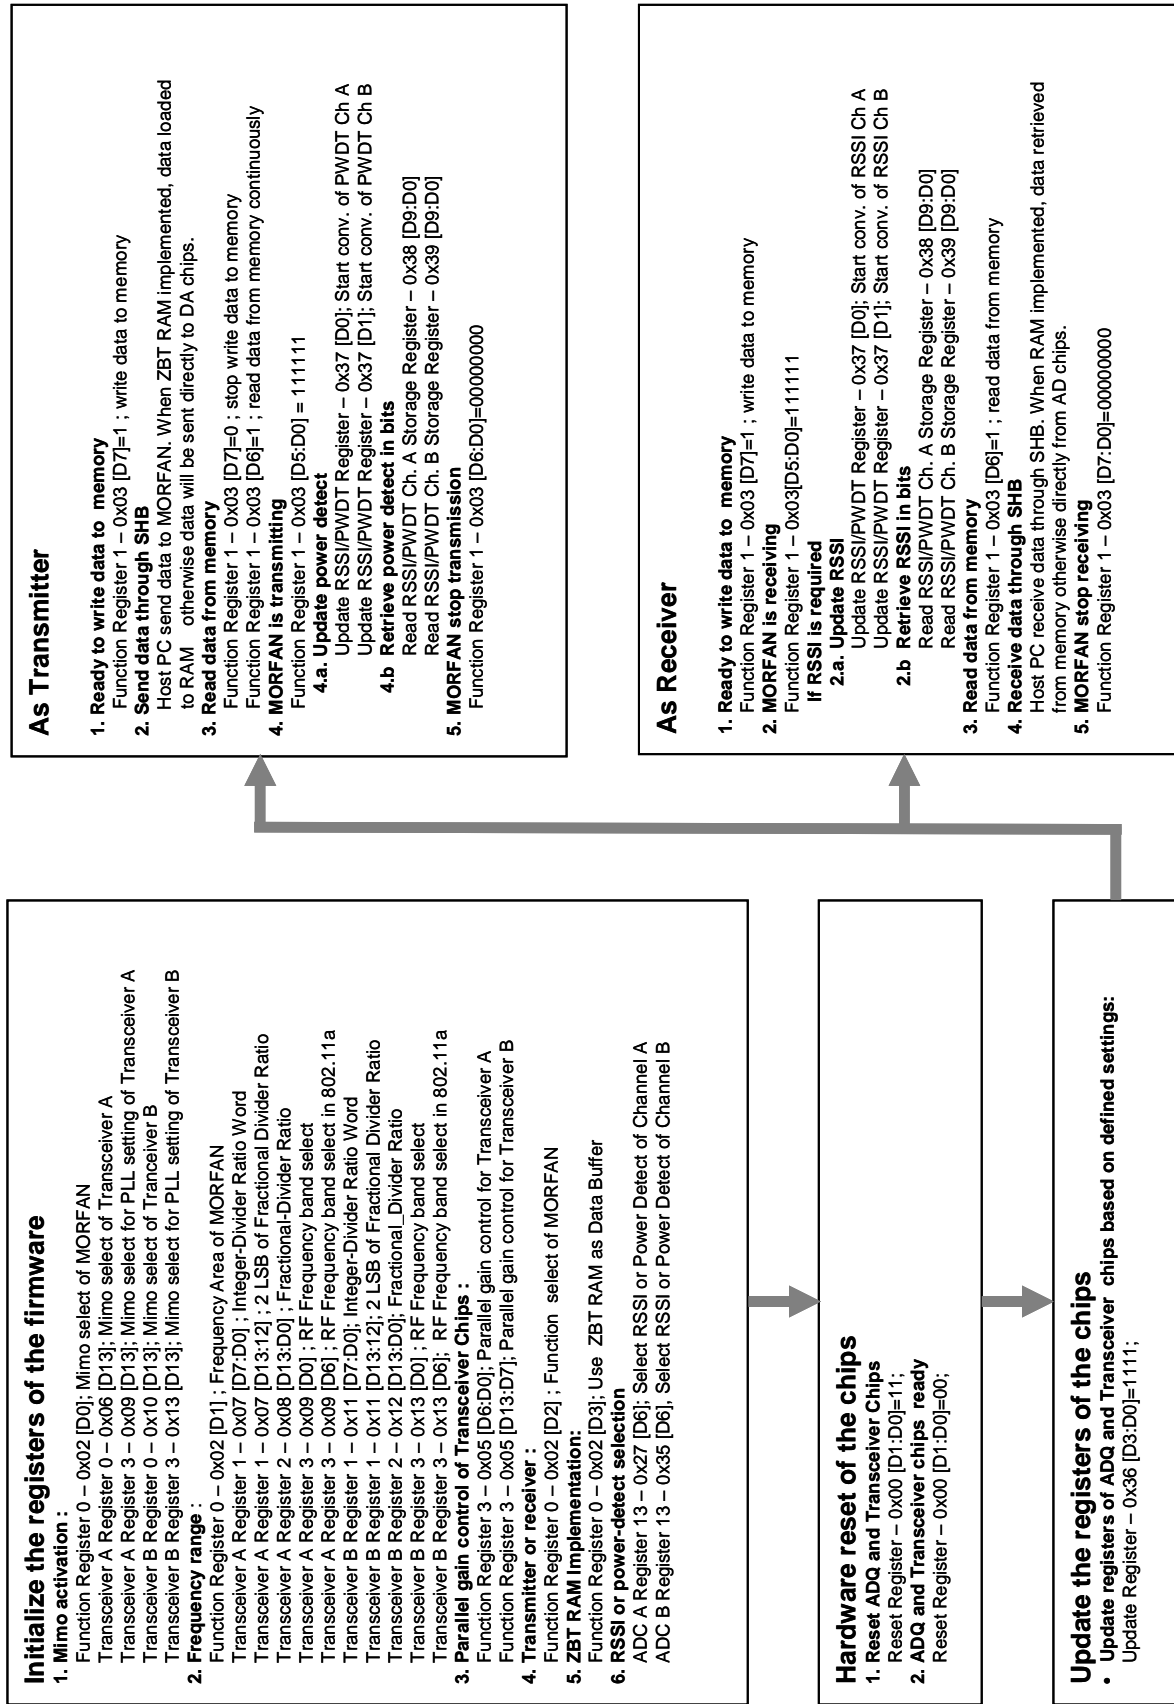 Initialize the registers of the firmware
1. Mimo activation :
Function Register 0 – 0x02 [D0]; Mimo select of MORFAN
Transceiver A Register 0 – 0x06 [D13]; Mimo select of Transceiver A
Transceiver A Register 3 – 0x09 [D13]; Mimo select for PLL setting of Transceiver A
Transceiver B Register 0 – 0x10 [D13]; Mimo select of Tranceiver B
Transceiver B Register 3 – 0x13 [D13]; Mimo select for PLL setting of Transceiver B
2. Frequency range :
Function Register 0 – 0x02 [D1] ; Frequency Area of MORFAN
Transceiver A Register 1 – 0x07 [D7:D0] ; Integer-Divider Ratio Word
Transceiver A Register 1 – 0x07 [D13:12] ; 2 LSB of Fractional Divider Ratio
Transceiver A Register 2 – 0x08 [D13:D0] ; Fractional-Divider Ratio
Transceiver A Register 3 – 0x09 [D0] ; RF Frequency band select
Transceiver A Register 3 – 0x09 [D6] ; RF Frequency band select in 802.11a
Transceiver B Register 1 – 0x11 [D7:D0]; Integer-Divider Ratio Word
Transceiver B Register 1 – 0x11 [D13:12]; 2 LSB of Fractional Divider Ratio
Transceiver B Register 2 – 0x12 [D13:D0]; Fractional_Divider Ratio
Transceiver B Register 3 – 0x13 [D0] ; RF Frequency band select
Transceiver B Register 3 – 0x13 [D6]; RF Frequency band select in 802.11a
3. Parallel gain control of Transceiver Chips :
Function Register 3 – 0x05 [D6:D0]; Parallel gain control for Transceiver A
Function Register 3 – 0x05 [D13:D7]; Parallel gain control for Transceiver B
4. Transmitter or receiver :
Function Register 0 – 0x02 [D2] ; Function select of MORFAN
5. ZBT RAM Implementation:
Function Register 0 – 0x02 [D3]; Use ZBT RAM as Data Buffer
6. RSSI or power-detect selection
ADC A Register 13 – 0x27 [D6]; Select RSSI or Power Detect of Channel A
ADC B Register 13 – 0x35 [D6], Select RSSI or Power Detect of Channel B
Hardware reset of the chips
1. Reset ADQ and Transceiver Chips
Reset Register – 0x00 [D1:D0]=11;
2. ADQ and Transceiver chips ready
Reset Register – 0x00 [D1:D0]=00;
Update the registers of the chips
• Update registers of ADQ and Transceiver chips based on defined settings:
Update Register – 0x36 [D3:D0]=1111;
As Transmitter
1. Ready to write data to memory
Function Register 1 – 0x03 [D7]=1 ; write data to memory
2. Send data through SHB
Host PC send data to MORFAN. When ZBT RAM implemented, data loaded
to RAM otherwise data will be sent directly to DA chips.
3. Read data from memory
Function Register 1 – 0x03 [D7]=0 ; stop write data to memory
Function Register 1 – 0x03 [D6]=1 ; read data from memory continuously
4. MORFAN is transmitting
Function Register 1 – 0x03 [D5:D0] = 111111
4.a. Update power detect
Update RSSI/PWDT Register – 0x37 [D0]; Start conv. of PWDT Ch A
Update RSSI/PWDT Register – 0x37 [D1]; Start conv. of PWDT Ch B
4.b Retrieve power detect in bits
Read RSSI/PWDT Ch. A Storage Register – 0x38 [D9:D0]
Read RSSI/PWDT Ch. B Storage Register – 0x39 [D9:D0]
5. MORFAN stop transmission
Function Register 1 – 0x03 [D6:D0]=00000000
As Receiver
1. Ready to write data to memory
Function Register 1 – 0x03 [D7]=1 ; write data to memory
2. MORFAN is receiving
Function Register 1 – 0x03[D5:D0]=111111
If RSSI is required
2.a. Update RSSI
Update RSSI/PWDT Register – 0x37 [D0]; Start conv. of RSSI Ch A
Update RSSI/PWDT Register – 0x37 [D1]; Start conv. of RSSI Ch B
2.b Retrieve RSSI in bits
Read RSSI/PWDT Ch. A Storage Register – 0x38 [D9:D0]
Read RSSI/PWDT Ch. B Storage Register – 0x39 [D9:D0]
3. Read data from memory
Function Register 1 – 0x03 [D6]=1 ; read data from memory
4. Receive data through SHB
Host PC receive data through SHB. When RAM implemented, data retrieved
from memory otherwise directly from AD chips.
5. MORFAN stop receiving
Function Register 1 – 0x03 [D7:D0]=00000000